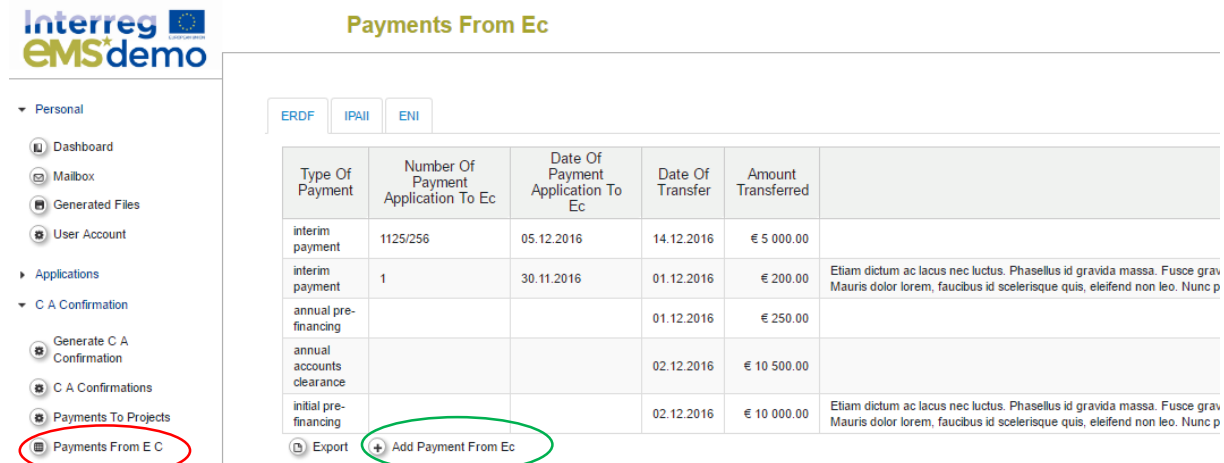 Interreg
eMS demo
Payments From Ec
Personal
Dashboard
Mailbox
Generated Files
User Account
Applications
C A Confirmation
Generate C A
Confirmation
C A Confirmations
Payments To Projects
Payments From E C
ERDF IPAII ENI
Type Of
Payment
Number Of
Payment
Application To Ec
Date Of
Payment
Application To
Ec
Date Of
Transfer
Amount
Transferred
interim
payment
1125/256
05.12.2016
14.12.2016
€ 5 000.00
interim
payment
1
30.11.2016
01.12.2016
€ 200.00
Etiam dictum ac lacus nec luctus. Phasellus id gravida massa. Fusce grav
Mauris dolor lorem, faucibus id scelerisque quis, eleifend non leo. Nunc p
annual pre-
financing
01.12.2016
€ 250.00
annual
accounts
clearance
02.12.2016
€ 10 500.00
initial pre-
financing
02.12.2016
€ 10 000.00
Etiam dictum ac lacus nec luctus. Phasellus id gravida massa. Fusce grav
Mauris dolor lorem, faucibus id scelerisque quis, eleifend non leo. Nunc p
Export Add Payment From Ec